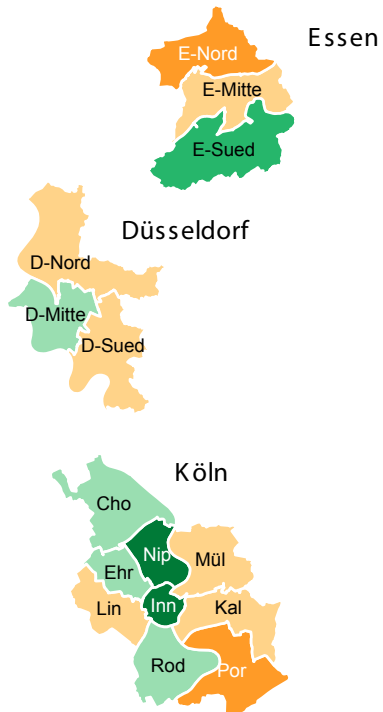 Essen
E-Nord
E-Mitte
E-Sued
Düsseldorf
D-Nord
D-Mitte
D-Sued
Köln
Cho
Nip
Mül
Ehr
Lin
Inn
Kal
Rod
Por